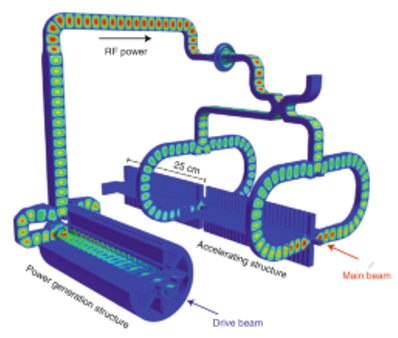 RF power
25 cm
Accelerating structure
Main beam
Power generation structure
Drive beam